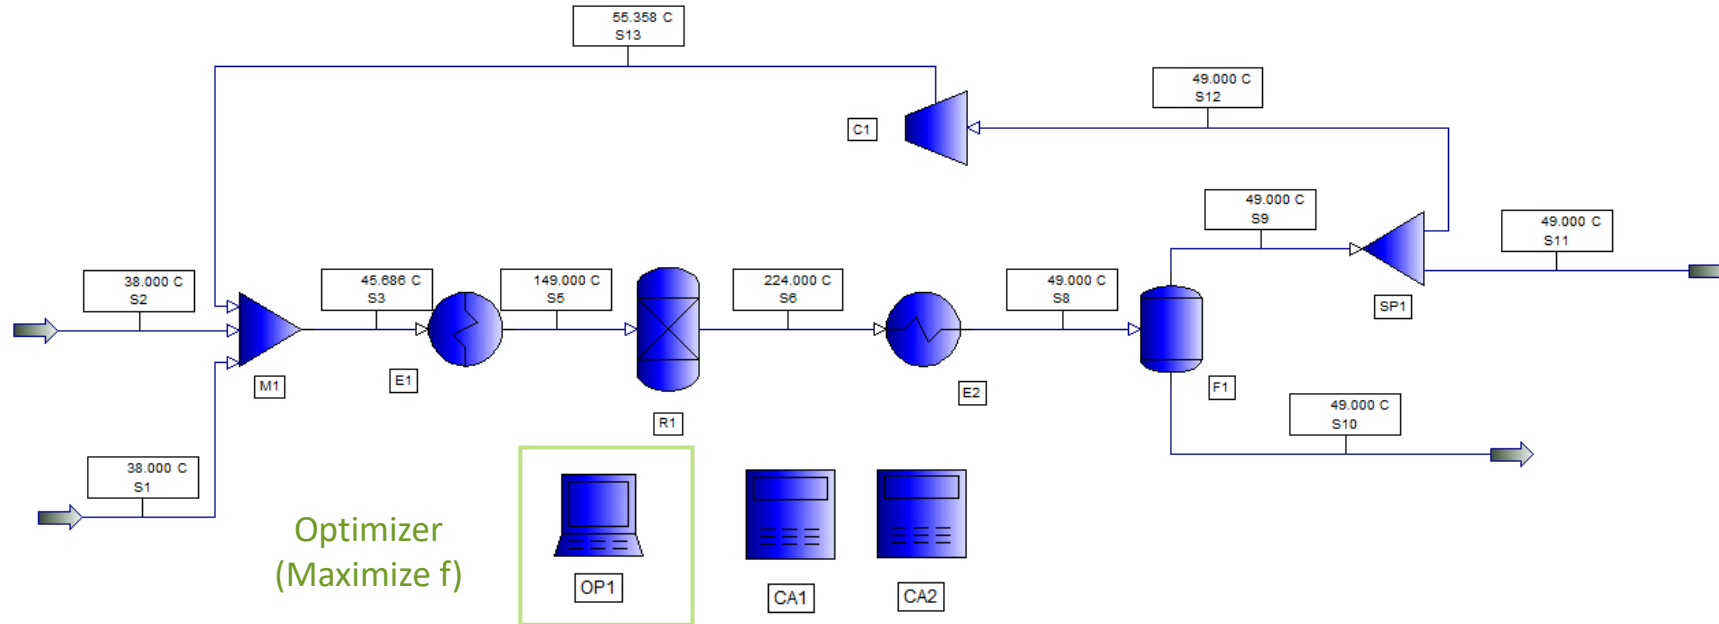 55.358 C
S13
49.000 C
S12
C1
49.000 C
S9
49.000 C
S11
SP1
38.000 C
S2
45.686 C
S3
149.000 C
S5
224.000 C
S6
49.000 C
S8
M1
E1
R1
E2
F1
38.000 C
S1
49.000 C
S10
Optimizer
(Maximize f)
OP1
CA1
CA2